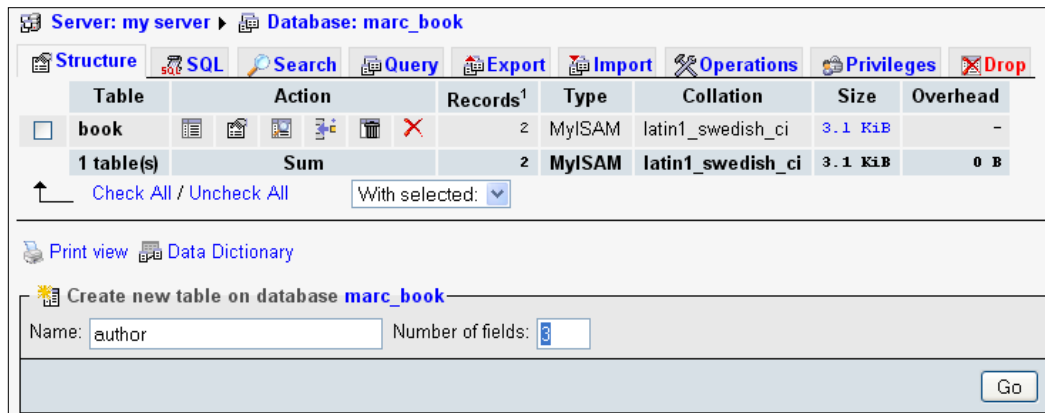 Server: my server ▸ Database: marc_book
Structure SQL Search Query Export Import Operations Privileges Drop
Table Action Records1 Type Collation Size Overhead
book 2 MyISAM latin1_swedish_ci 3.1 KiB -
1 table(s) Sum 2 MyISAM latin1_swedish_ci 3.1 KiB 0 B
Check All / Uncheck All With selected:
Print view Data Dictionary
Create new table on database marc_book
Name: author Number of fields: 3
Go